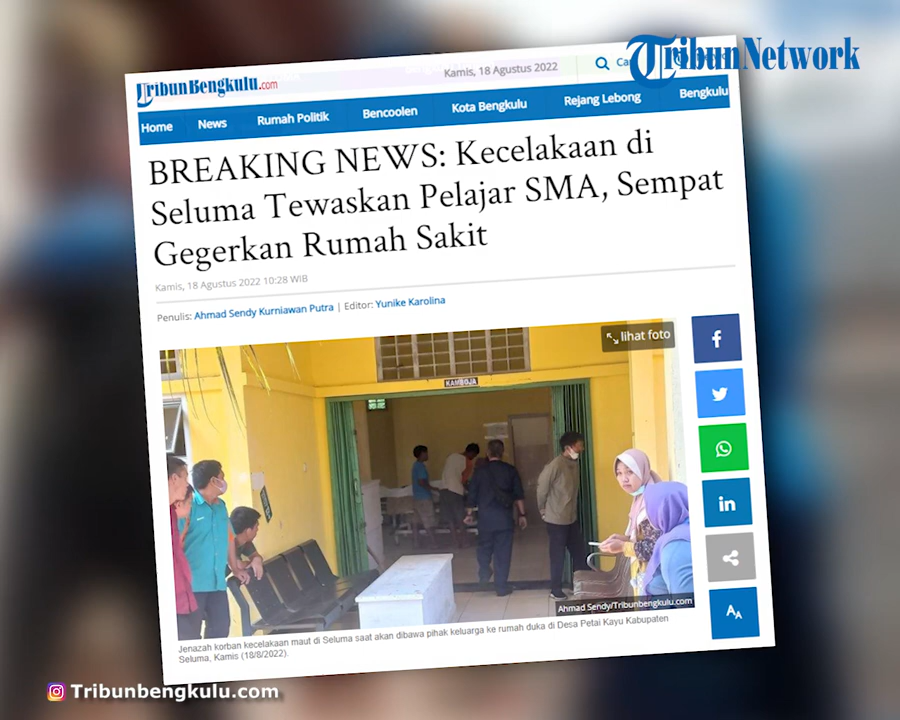 TribunNetwork
TribunBengkulu.com
Kamis, 18 Agustus 2022
Home News Rumah Politik Bencoolen Kota Bengkulu Rejang Lebong Bengkulu
BREAKING NEWS: Kecelakaan di
Seluma Tewaskan Pelajar SMA, Sempat
Gegerkan Rumah Sakit
Kamis, 18 Agustus 2022 10:28 WIB
Penulis: Ahmad Sendy Kurniawan Putra | Editor: Yunike Karolina
lihat foto
KAMBOJA
Ahmad Sendy/Tribunbengkulu.com
Jenazah korban kecelakaan maut di Seluma saat akan dibawa pihak keluarga ke rumah duka di Desa Petai Kayu Kabupaten
Seluma, Kamis (18/8/2022).
Tribunbengkulu.com